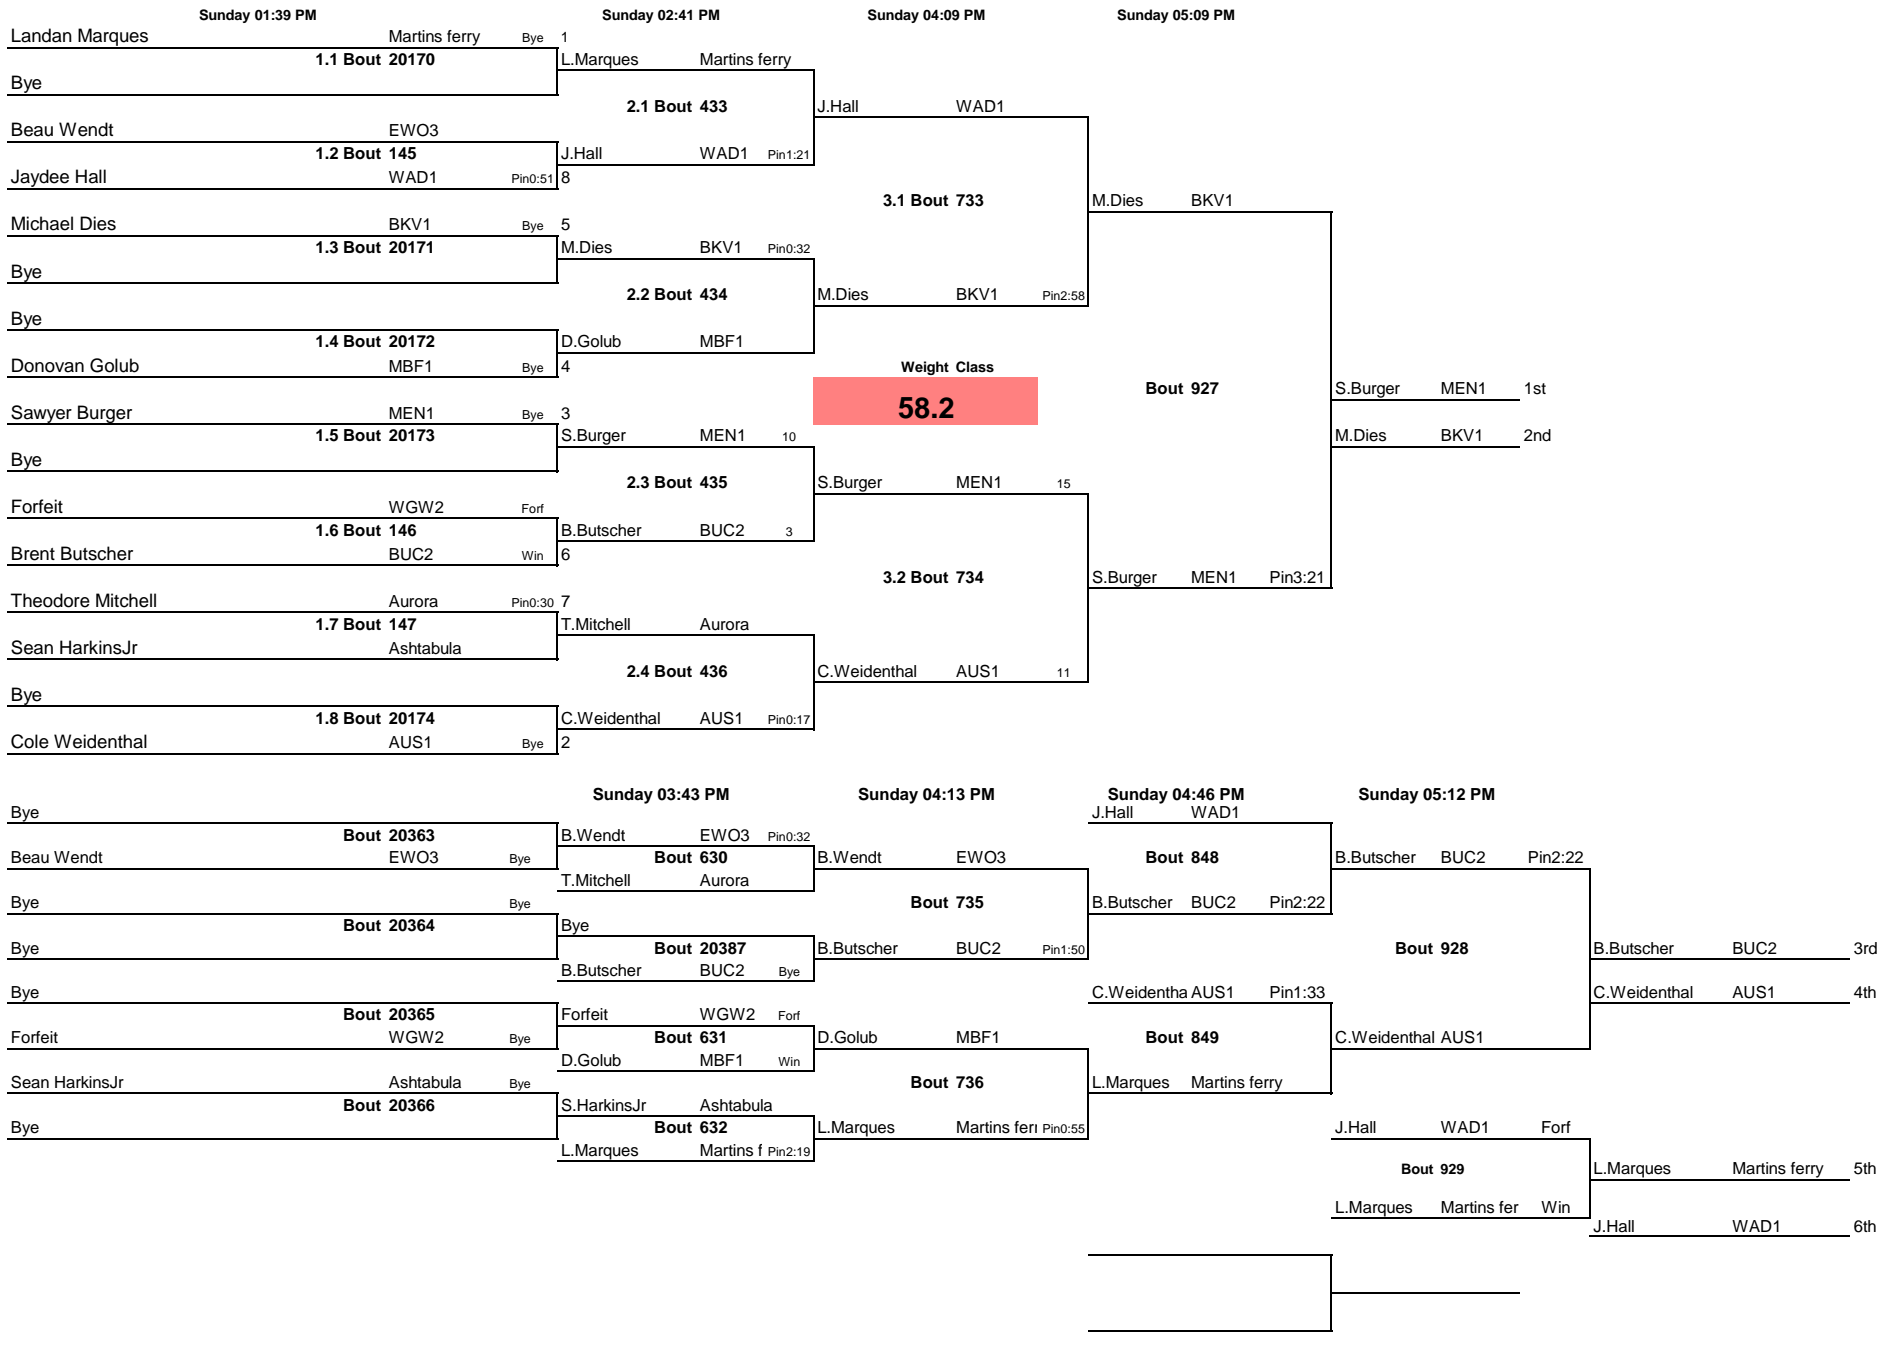 Sunday 01:39 PM Sunday 02:41 PM Sunday 04:09 PM Sunday 05:09 PM
Landan Marques Martins ferry Bye 1
1.1 Bout 20170 L.Marques Martins ferry
Bye
2.1 Bout 433 J.Hall WAD1
Beau Wendt EWO3
1.2 Bout 145 J.Hall WAD1 Pin1:21
Jaydee Hall WAD1 Pin0:51 8
3.1 Bout 733 M.Dies BKV1
Michael Dies BKV1 Bye 5
1.3 Bout 20171 M.Dies BKV1 Pin0:32
Bye
2.2 Bout 434 M.Dies BKV1 Pin2:58
Bye
1.4 Bout 20172 D.Golub MBF1
Donovan Golub MBF1 Bye 4 Weight Class
Bout 927 S.Burger MEN1 1st
58.2
Sawyer Burger MEN1 Bye 3
1.5 Bout 20173 S.Burger MEN1 10 M.Dies BKV1 2nd
Bye
2.3 Bout 435 S.Burger MEN1 15
Forfeit WGW2 Forf
1.6 Bout 146 B.Butscher BUC2 3
Brent Butscher BUC2 Win 6
3.2 Bout 734 S.Burger MEN1 Pin3:21
Theodore Mitchell Aurora Pin0:30 7
1.7 Bout 147 T.Mitchell Aurora
Sean HarkinsJr Ashtabula
2.4 Bout 436 C.Weidenthal AUS1 11
Bye
1.8 Bout 20174 C.Weidenthal AUS1 Pin0:17
Cole Weidenthal AUS1 Bye 2
Sunday 03:43 PM Sunday 04:13 PM Sunday 04:46 PM Sunday 05:12 PM
Bye J.Hall WAD1
Bout 20363 B.Wendt EWO3 Pin0:32
Beau Wendt EWO3 Bye Bout 630 B.Wendt EWO3 Bout 848 B.Butscher BUC2 Pin2:22
T.Mitchell Aurora
Bye Bye Bout 735 B.Butscher BUC2 Pin2:22
Bout 20364 Bye
Bye Bout 20387 B.Butscher BUC2 Pin1:50 Bout 928 B.Butscher BUC2 3rd
B.Butscher BUC2 Bye
Bye C.Weidentha AUS1 Pin1:33 C.Weidenthal AUS1 4th
Bout 20365 Forfeit WGW2 Forf
Forfeit WGW2 Bye Bout 631 D.Golub MBF1 Bout 849 C.Weidenthal AUS1
D.Golub MBF1 Win
Sean HarkinsJr Ashtabula Bye Bout 736 L.Marques Martins ferry
Bout 20366 S.HarkinsJr Ashtabula
Bye Bout 632 L.Marques Martins ferr Pin0:55 J.Hall WAD1 Forf
L.Marques Martins f Pin2:19
Bout 929 L.Marques Martins ferry 5th
L.Marques Martins fer Win
J.Hall WAD1 6th